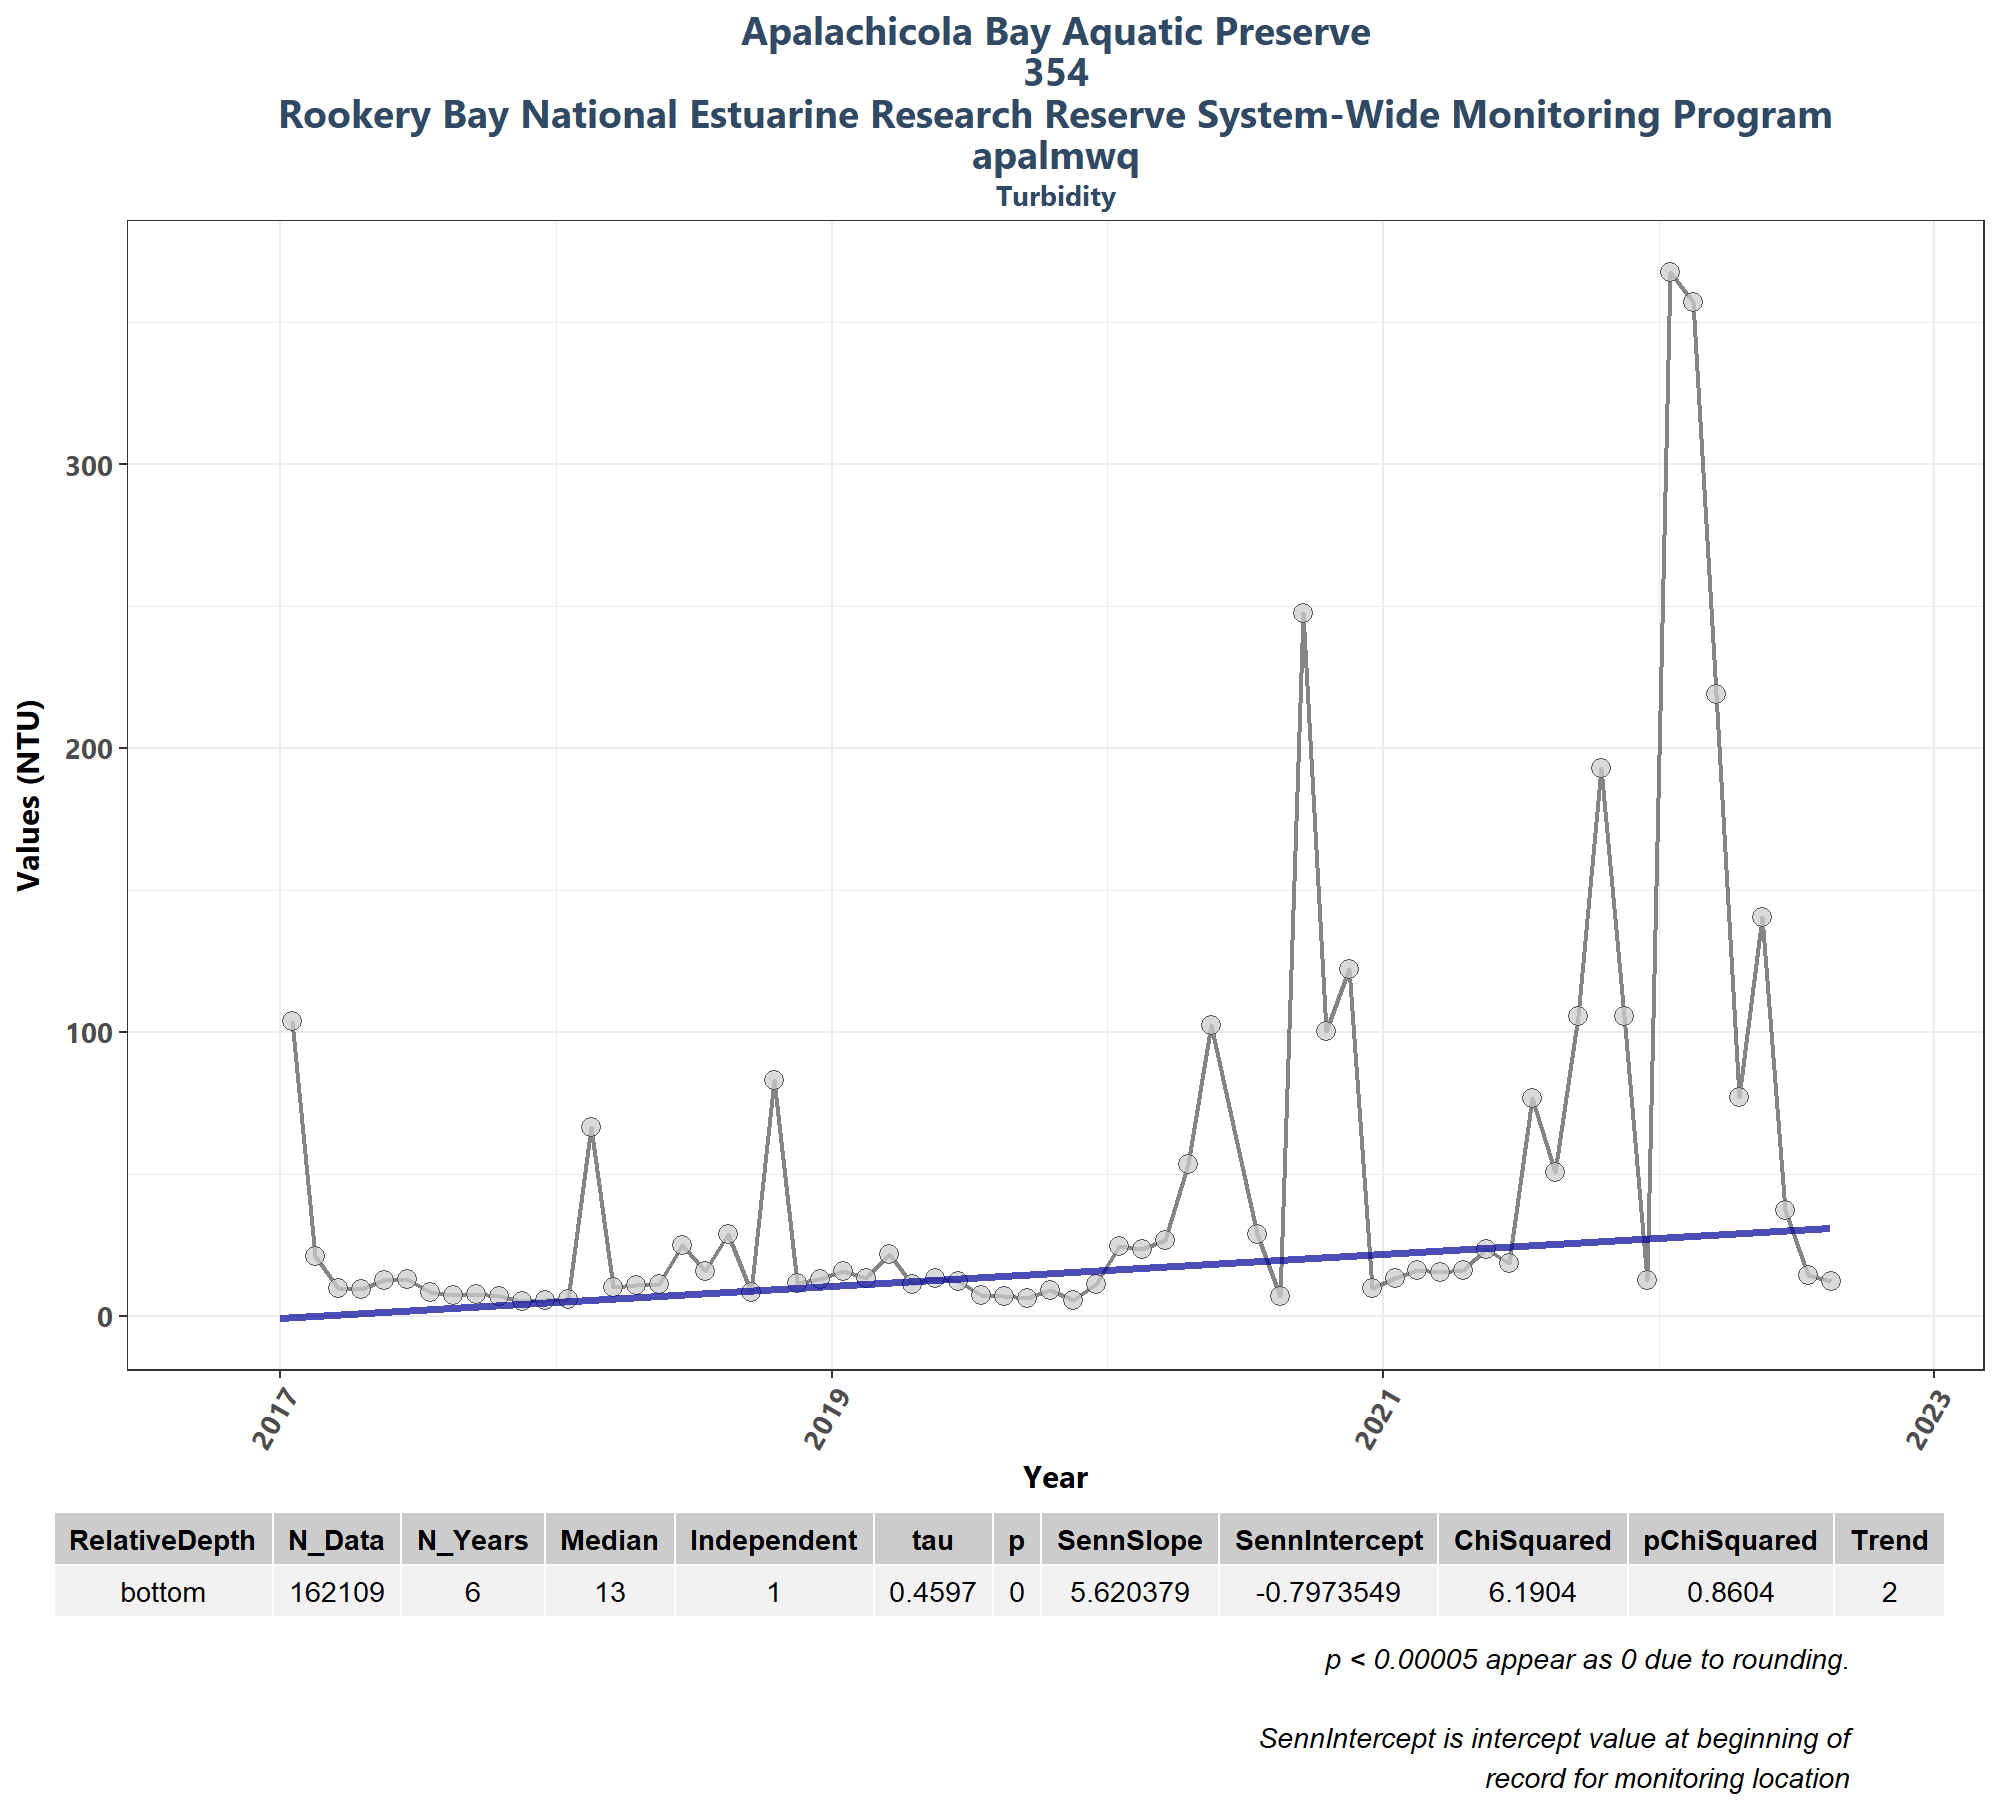 Apalachicola Bay Aquatic Preserve
354
Rookery Bay National Estuarine Research Reserve System-Wide Monitoring Program
apalmwq
Turbidity
Values (NTU)
300
200
100
0
2017
2019
2021
2023
Year
RelativeDepth N_Data N_Years Median Independent tau p SennSlope SennIntercept ChiSquared pChiSquared Trend
bottom 162109 6 13 1 0.4597 0 5.620379 -0.7973549 6.1904 0.8604 2
p < 0.00005 appear as 0 due to rounding.
SennIntercept is intercept value at beginning of
record for monitoring location